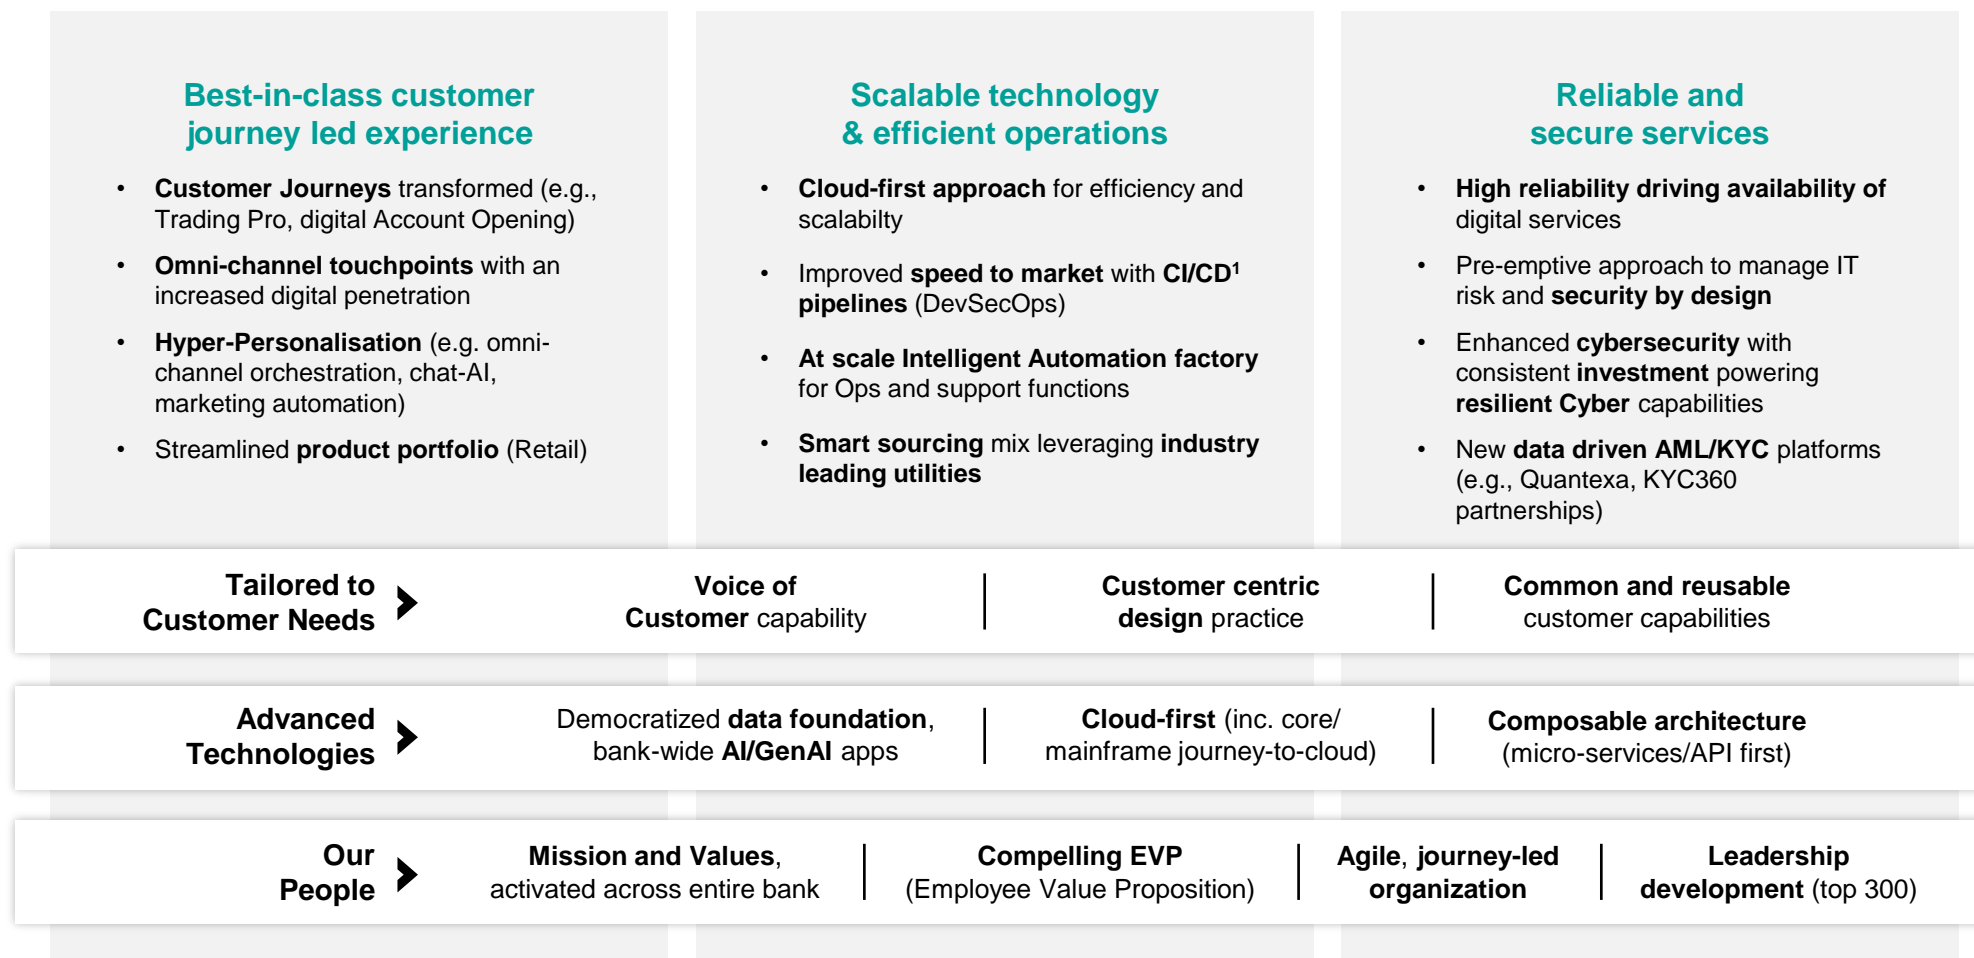 Best-in-class customer
journey led experience
• Customer Journeys transformed (e.g.,
Trading Pro, digital Account Opening)
• Omni-channel touchpoints with an
increased digital penetration
• Hyper-Personalisation (e.g. omni-
channel orchestration, chat-AI,
marketing automation)
• Streamlined product portfolio (Retail)
Scalable technology
& efficient operations
• Cloud-first approach for efficiency and
scalabilty
• Improved speed to market with CI/CD¹
pipelines (DevSecOps)
• At scale Intelligent Automation factory
for Ops and support functions
• Smart sourcing mix leveraging industry
leading utilities
Reliable and
secure services
• High reliability driving availability of
digital services
• Pre-emptive approach to manage IT
risk and security by design
• Enhanced cybersecurity with
consistent investment powering
resilient Cyber capabilities
• New data driven AML/KYC platforms
(e.g., Quantexa, KYC360
partnerships)
Tailored to
Customer Needs
Voice of
Customer capability
Customer centric
design practice
Common and reusable
customer capabilities
Advanced
Technologies
Democratized data foundation,
bank-wide AI/GenAI apps
Cloud-first (inc. core/
mainframe journey-to-cloud)
Composable architecture
(micro-services/API first)
Our
People
Mission and Values,
activated across entire bank
Compelling EVP
(Employee Value Proposition)
Agile, journey-led
organization
Leadership
development (top 300)